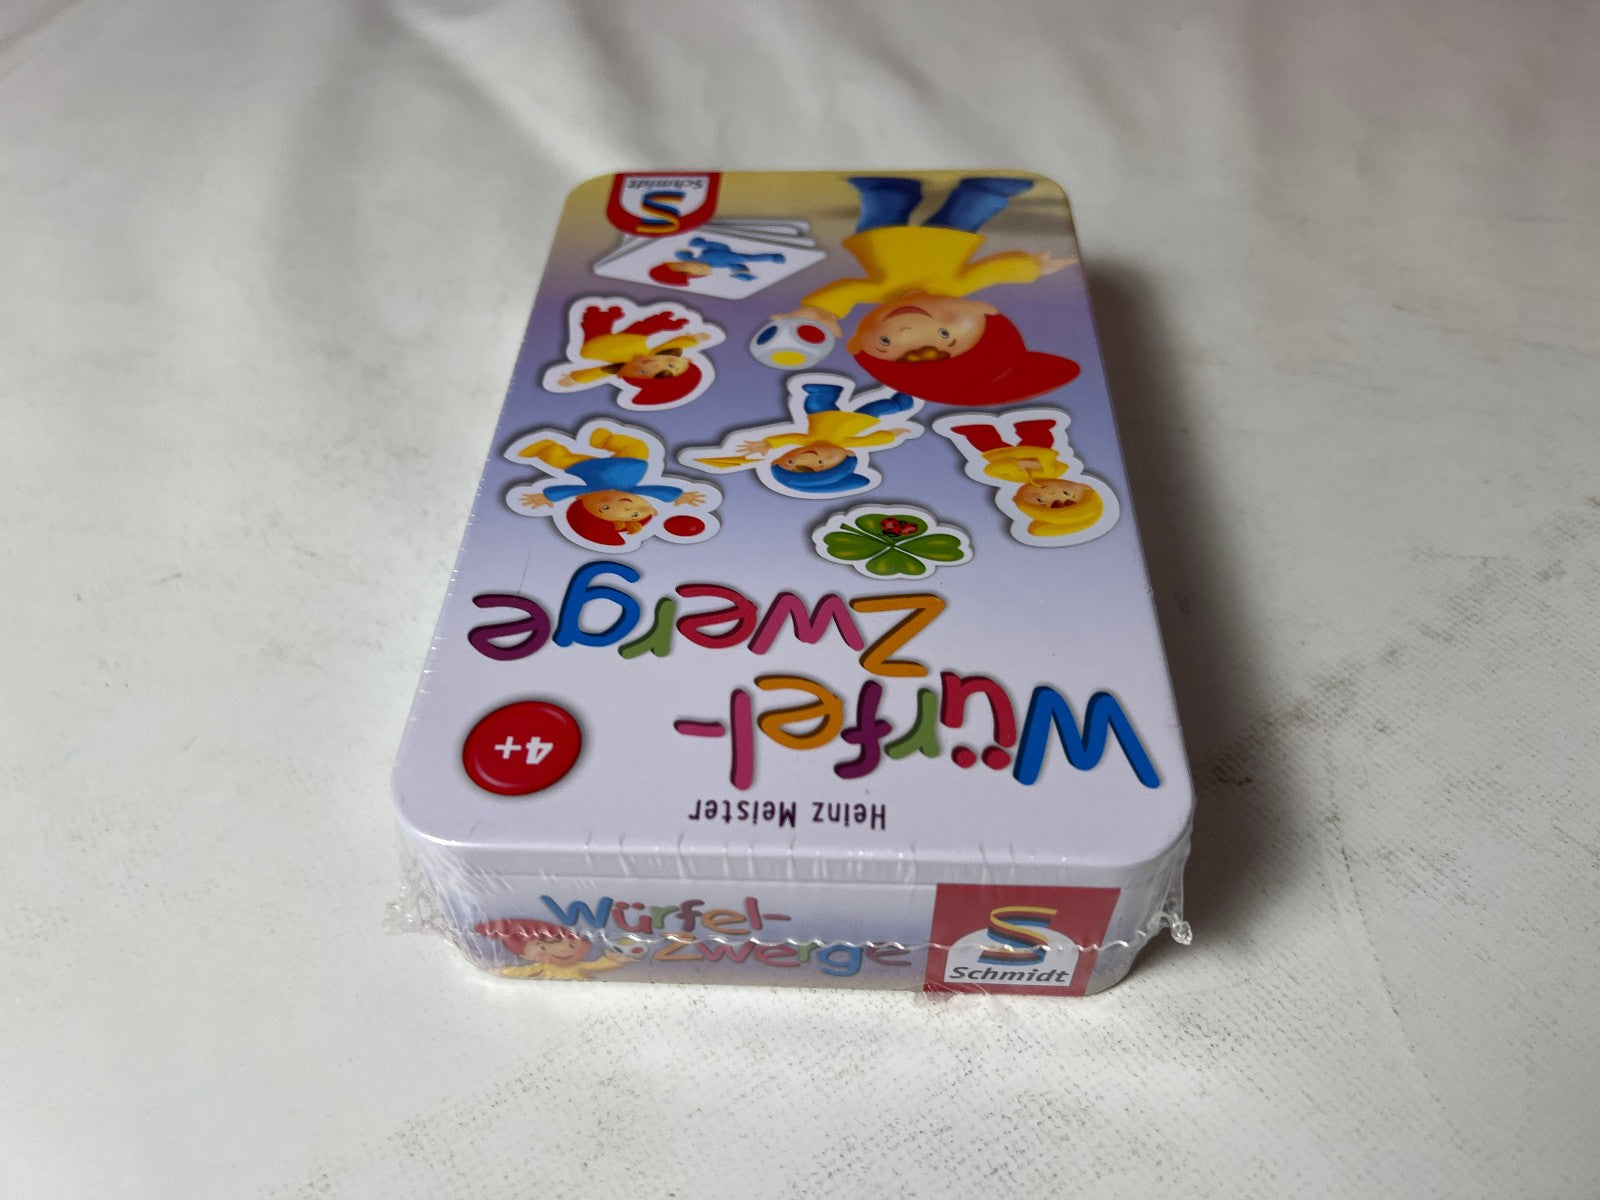 Heinz Meister
Würfel-
Zwerge
4+
Schmidt
Würfel-
Zwerge
Schmidt